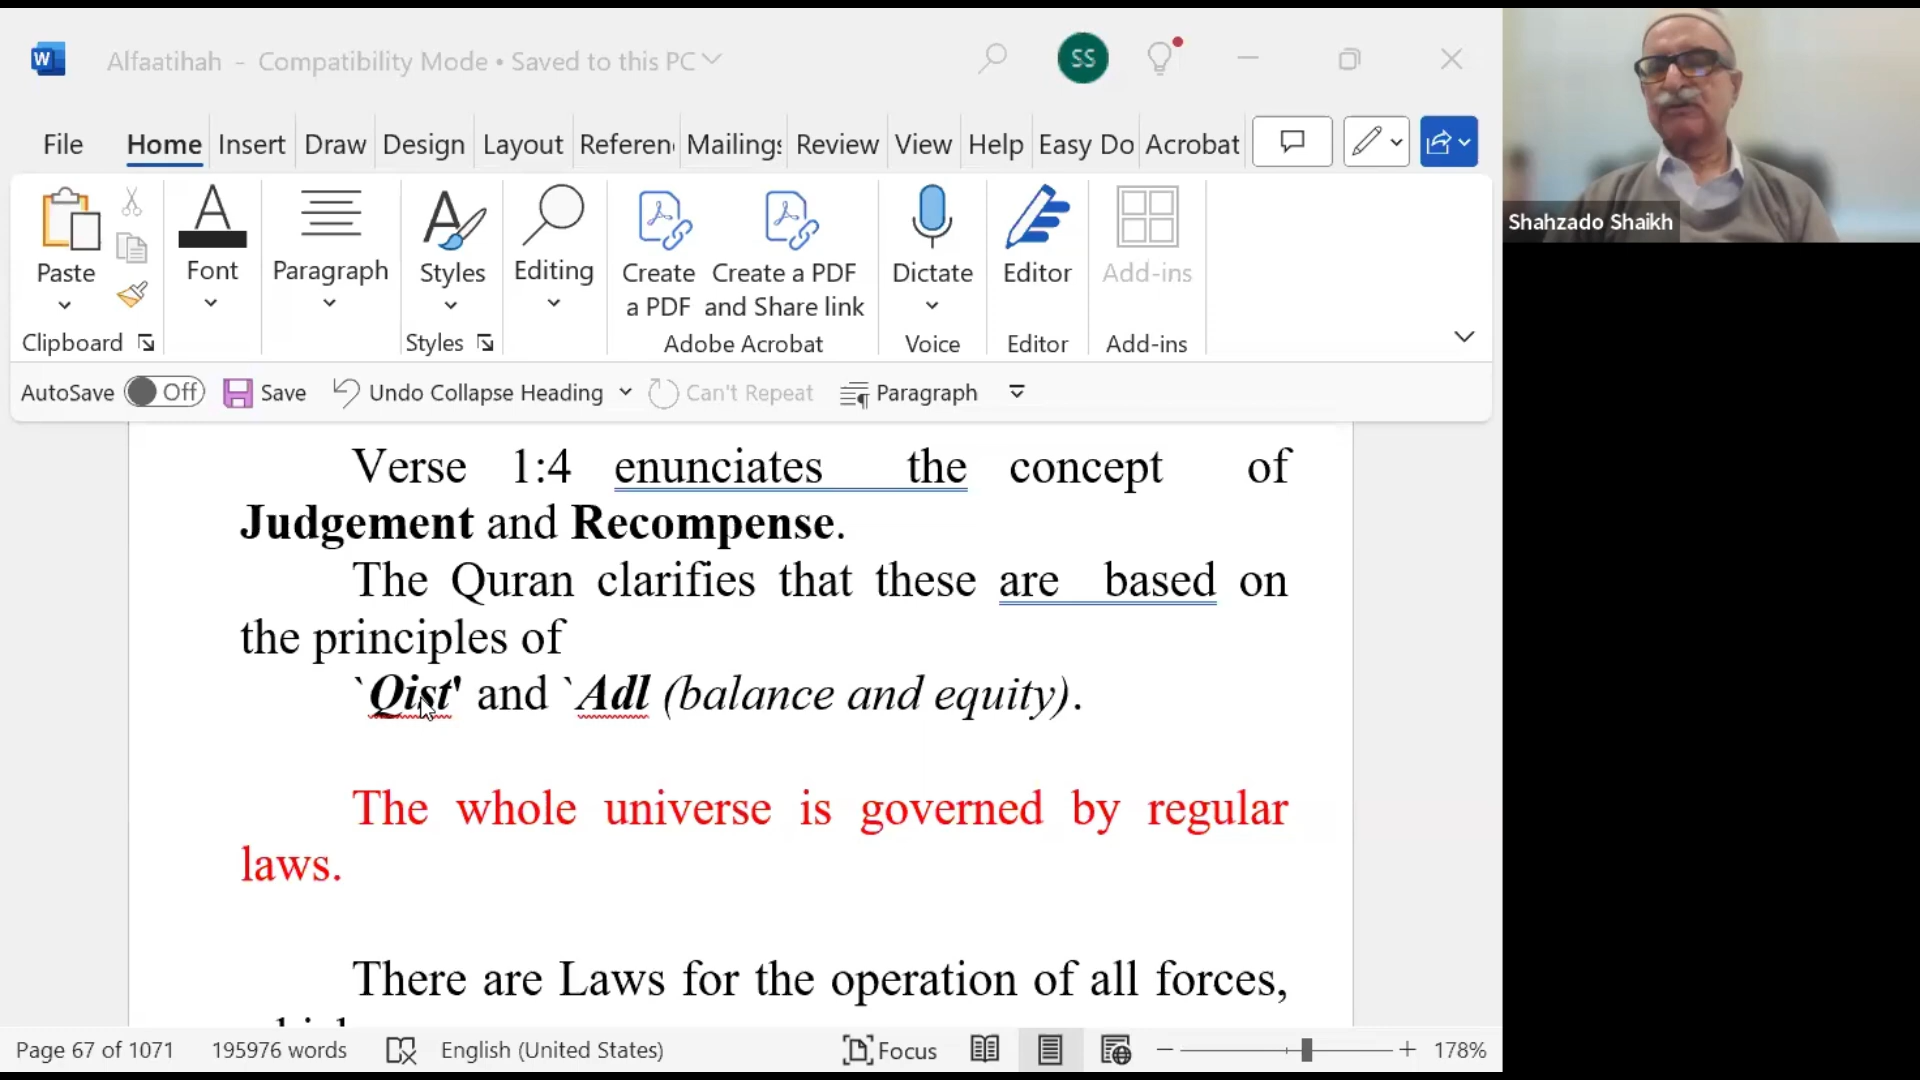 Alfaatihah - Compatibility Mode • Saved to this PC
SS
File Home Insert Draw Design Layout Referen Mailings Review View Help Easy Do Acrobat
Paste
Font
Paragraph
Styles
Editing
Create a PDF
Create a PDF and Share link
Dictate
Editor
Add-ins
Clipboard
Styles
Adobe Acrobat
Voice
Editor
Add-ins
AutoSave Off Save Undo Collapse Heading Can't Repeat Paragraph
Verse 1:4 enunciates the concept of
Judgement and Recompense.
The Quran clarifies that these are based on
the principles of
`Qist' and `Adl (balance and equity).
The whole universe is governed by regular
laws.
There are Laws for the operation of all forces,
Page 67 of 1071 195976 words English (United States) Focus 178%
Shahzado Shaikh